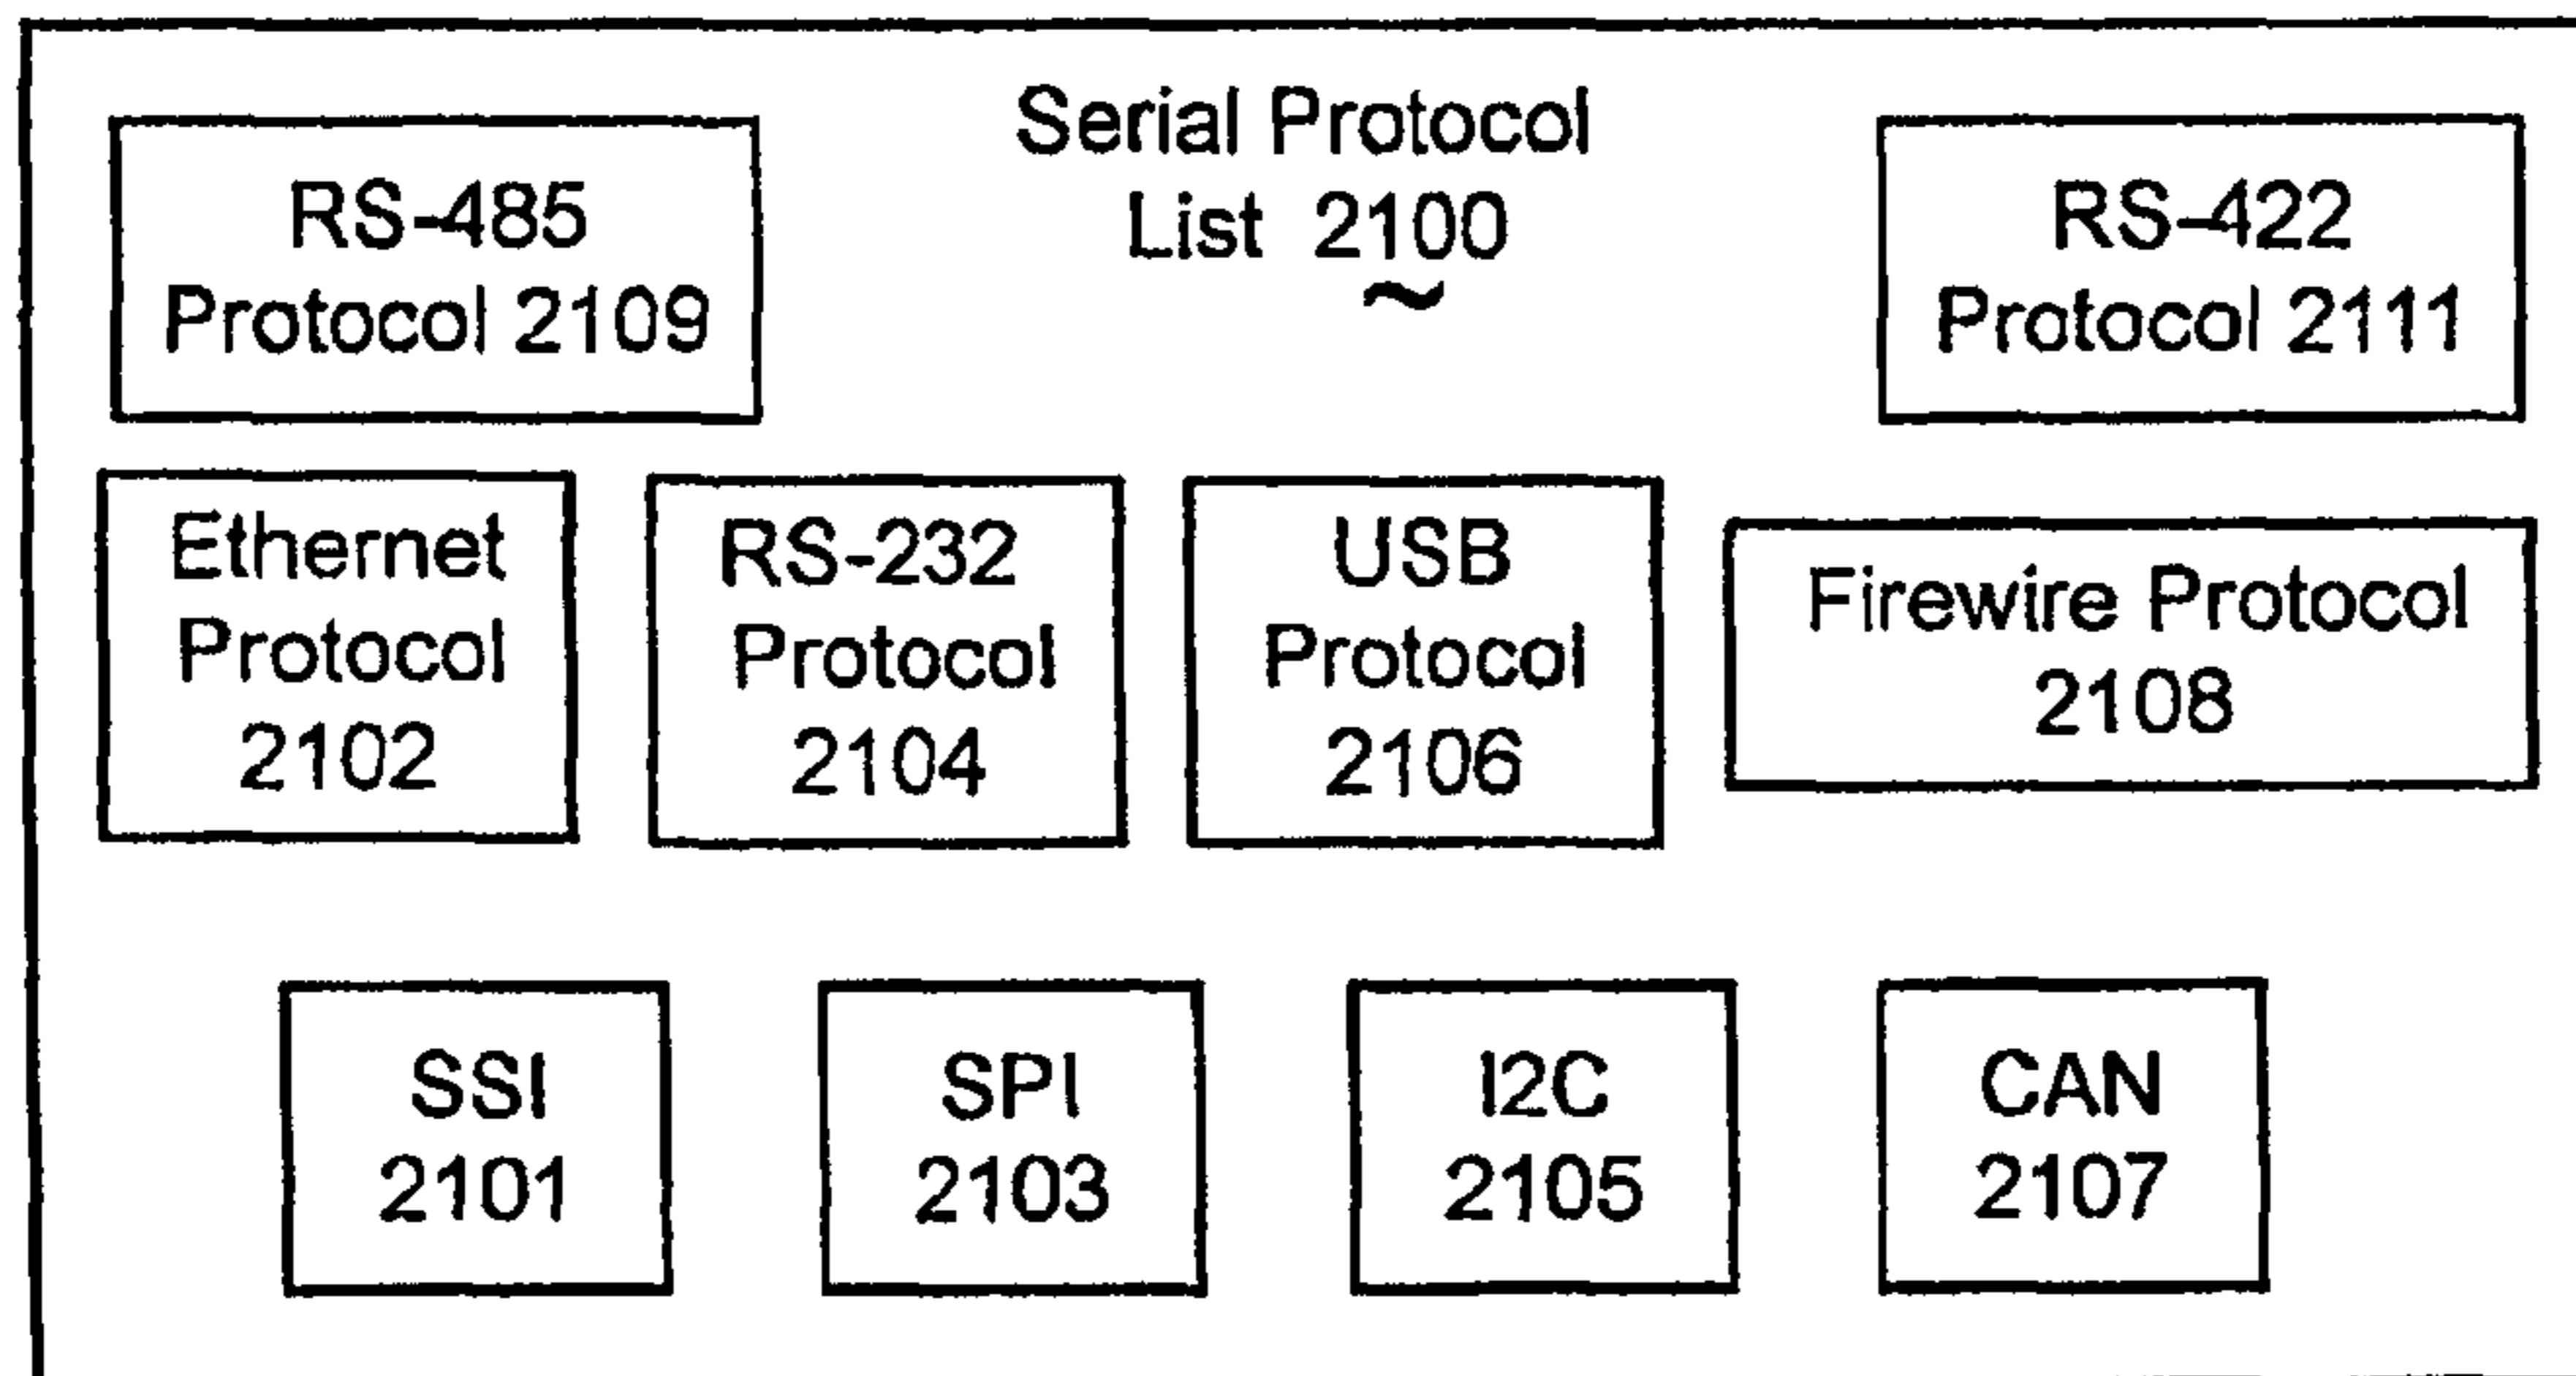 Serial Protocol
List 2100
RS-485
Protocol 2109
RS-422
Protocol 2111
Ethernet
Protocol
2102
RS-232
Protocol
2104
USB
Protocol
2106
Firewire Protocol
2108
SSI
2101
SPI
2103
I2C
2105
CAN
2107